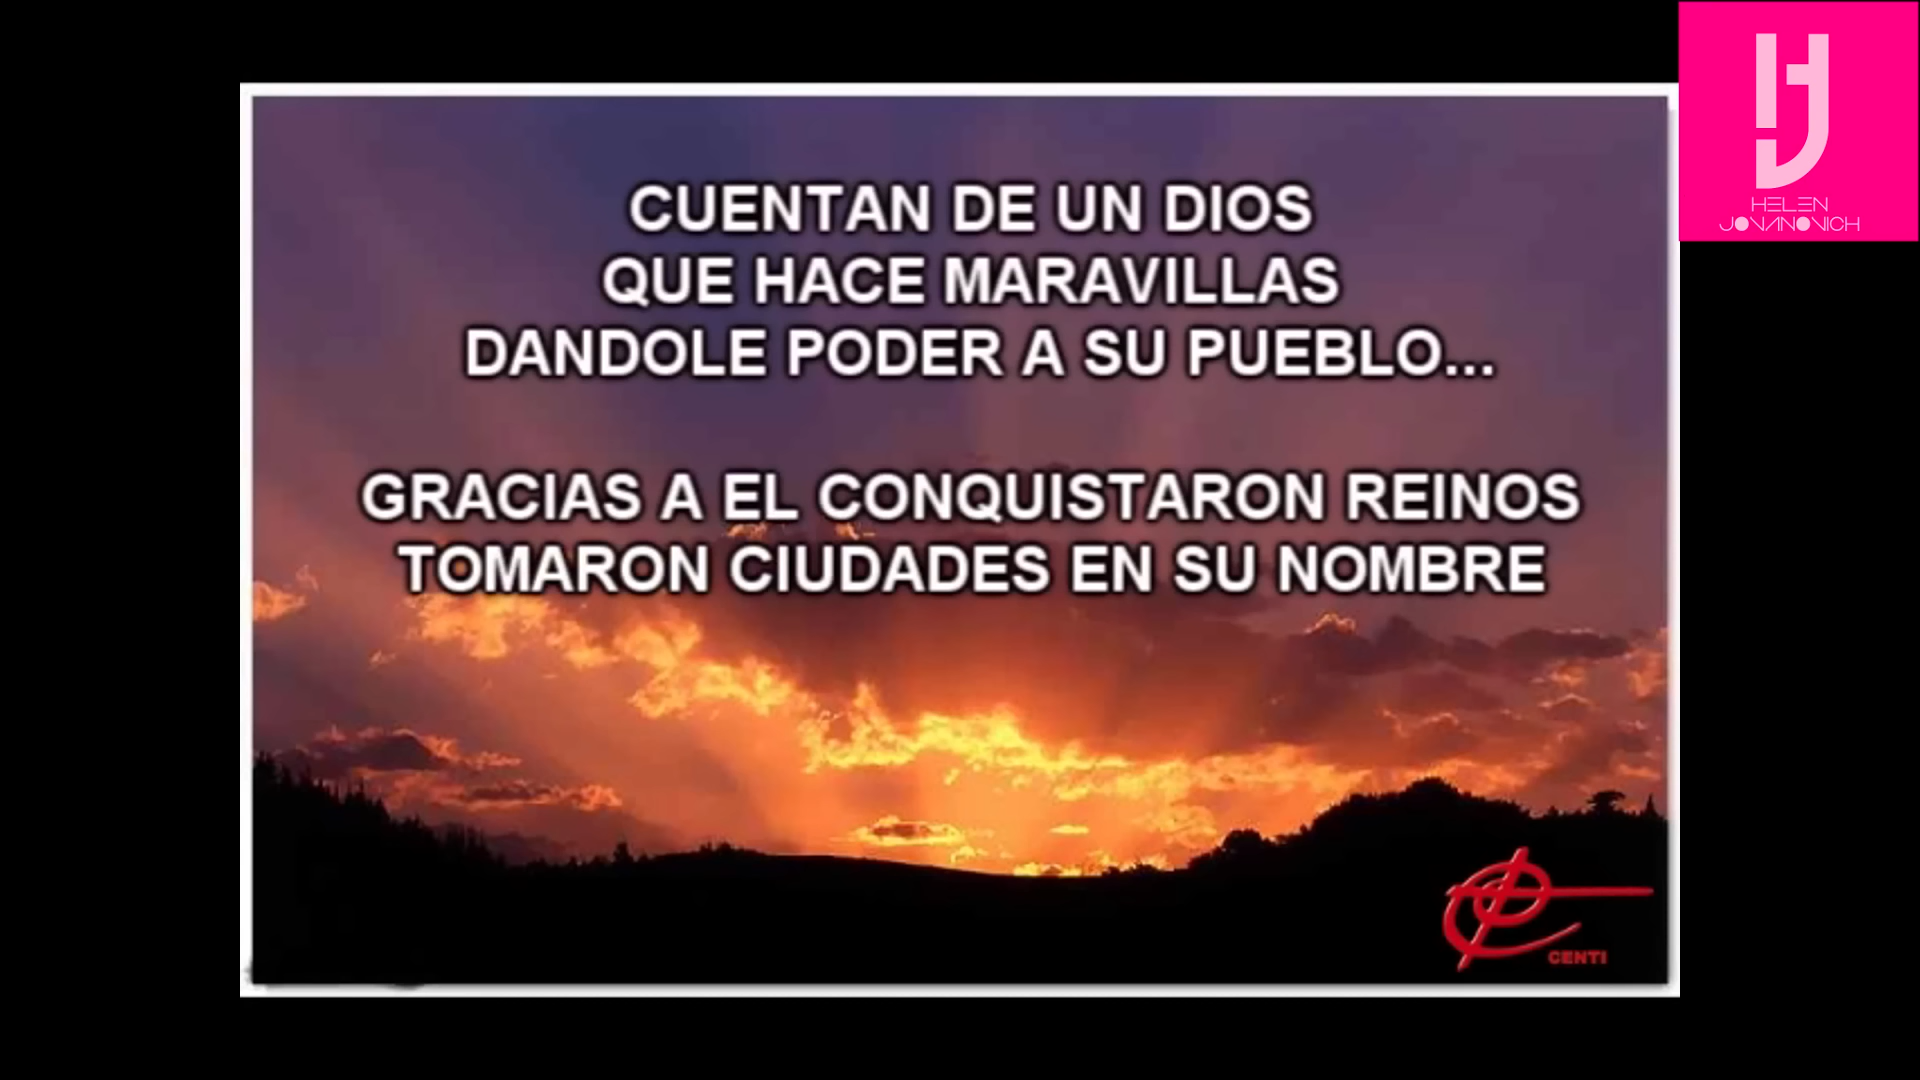 CUENTAN DE UN DIOS
QUE HACE MARAVILLAS
DANDOLE PODER A SU PUEBLO...
GRACIAS A EL CONQUISTARON REINOS
TOMARON CIUDADES EN SU NOMBRE
HJ
HELEN
JOVANOVICH
CENTI